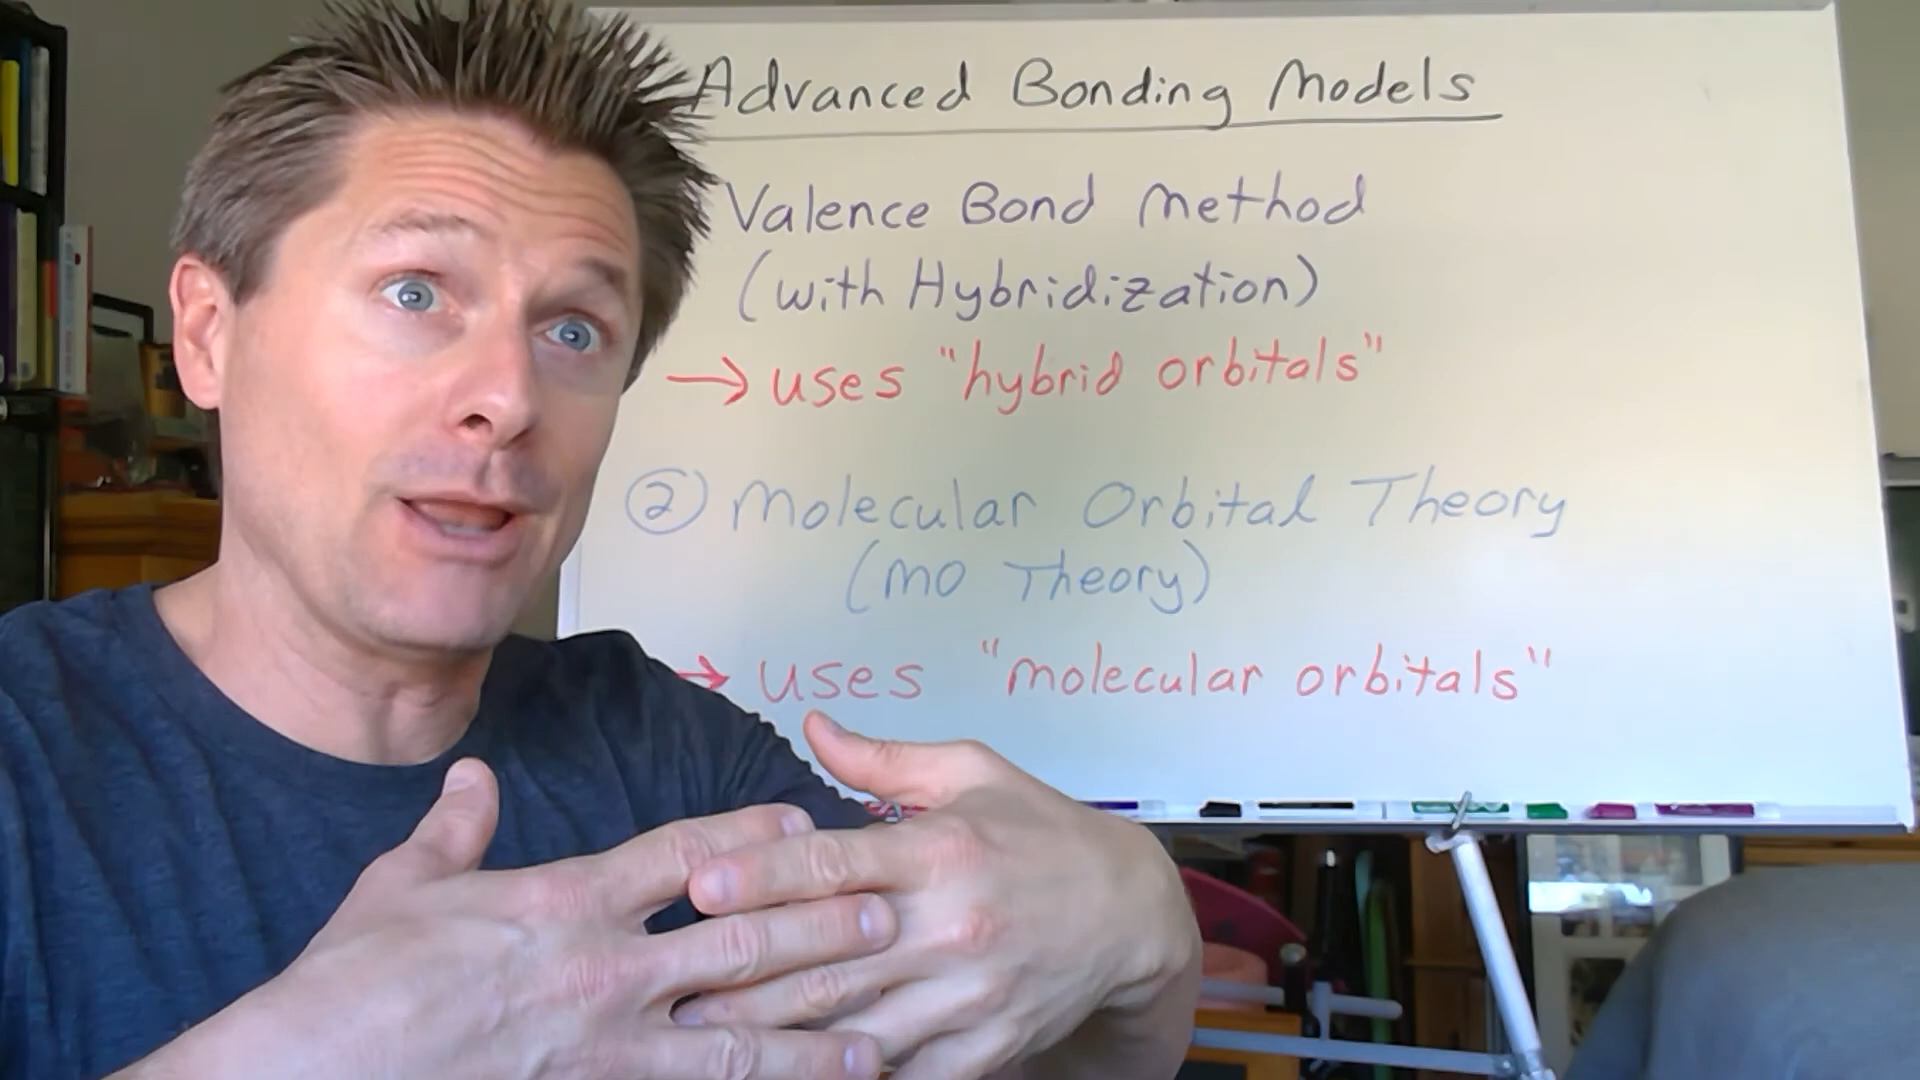 Advanced Bonding Models
Valence Bond Method
(with Hybridization)
→ uses "hybrid orbitals"
② Molecular Orbital Theory
(MO Theory)
→ uses "molecular orbitals"